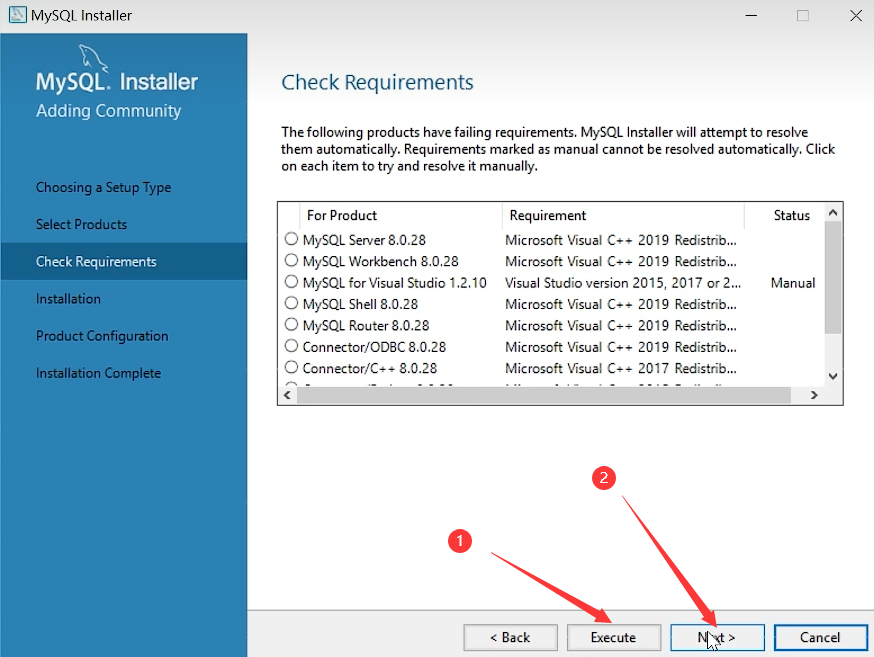 MySQL Installer
MySQL. Installer
Adding Community
Choosing a Setup Type
Select Products
Check Requirements
Installation
Product Configuration
Installation Complete
Check Requirements
The following products have failing requirements. MySQL Installer will attempt to resolve
them automatically. Requirements marked as manual cannot be resolved automatically. Click
on each item to try and resolve it manually.
For Product Requirement Status
MySQL Server 8.0.28 Microsoft Visual C++ 2019 Redistrib...
MySQL Workbench 8.0.28 Microsoft Visual C++ 2019 Redistrib...
MySQL for Visual Studio 1.2.10 Visual Studio version 2015, 2017 or 2... Manual
MySQL Shell 8.0.28 Microsoft Visual C++ 2019 Redistrib...
MySQL Router 8.0.28 Microsoft Visual C++ 2019 Redistrib...
Connector/ODBC 8.0.28 Microsoft Visual C++ 2019 Redistrib...
Connector/C++ 8.0.28 Microsoft Visual C++ 2017 Redistrib...
2
1
< Back Execute Next > Cancel